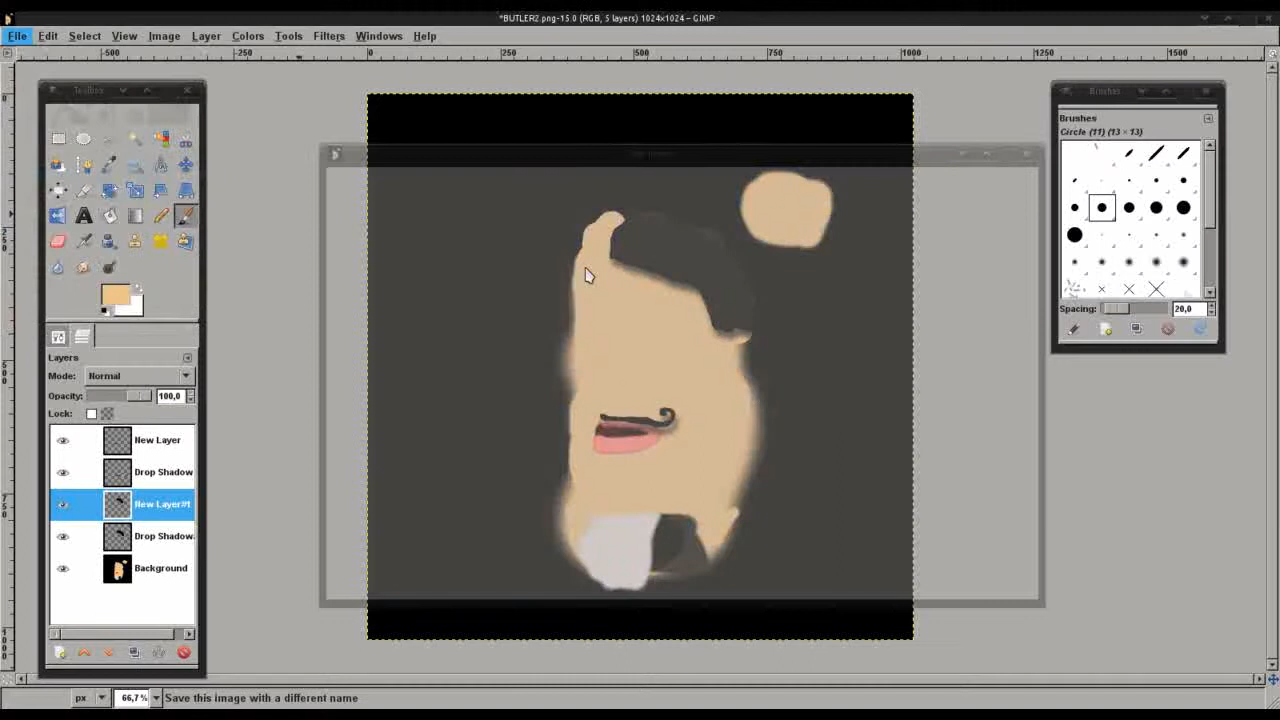 *BUTLER2.png-15.0 (RGB, 5 layers) 1024x1024 – GIMP
File Edit Select View Image Layer Colors Tools Filters Windows Help
-500 -250 0 250 500 750 1000 1250 1500
Toolbox
Brushes
Brushes
Circle (11) (13 × 13)
Spacing: 20,0
Layers
Mode: Normal
Opacity: 100,0
Lock:
New Layer
Drop Shadow
New Layer#1
Drop Shadow
Background
px 66,7% Save this image with a different name